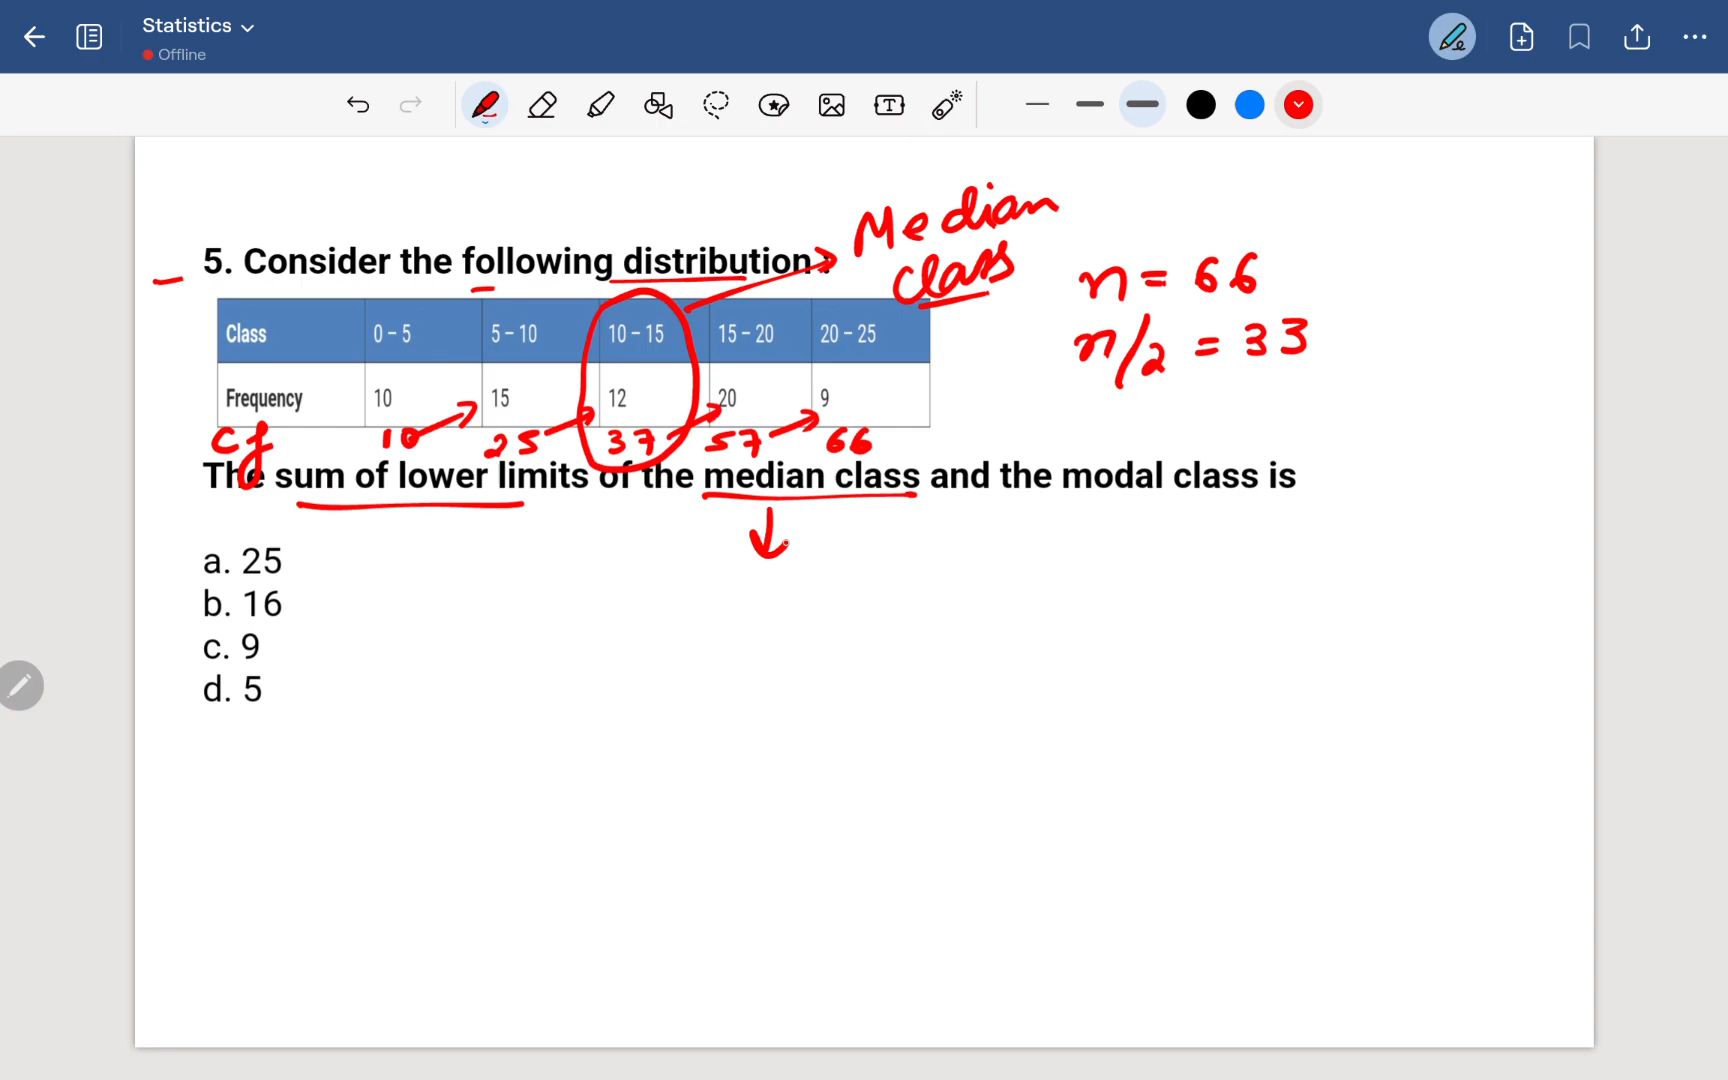 Statistics
Offline
Median
class
5. Consider the following distribution :
n = 66
n/2 = 33
Class 0 – 5 5 – 10 10 – 15 15 – 20 20 – 25
Frequency 10 15 12 20 9
cf 10 25 37 57 66
The sum of lower limits of the median class and the modal class is
a. 25
b. 16
c. 9
d. 5